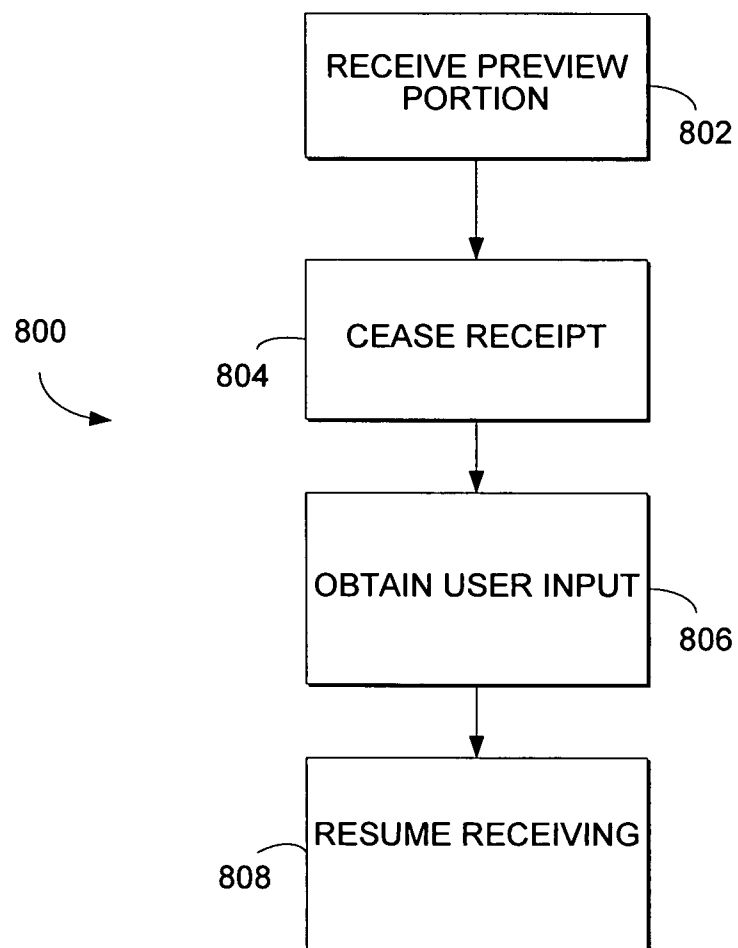 RECEIVE PREVIEW
PORTION
802
CEASE RECEIPT
800
804
OBTAIN USER INPUT
806
RESUME RECEIVING
808